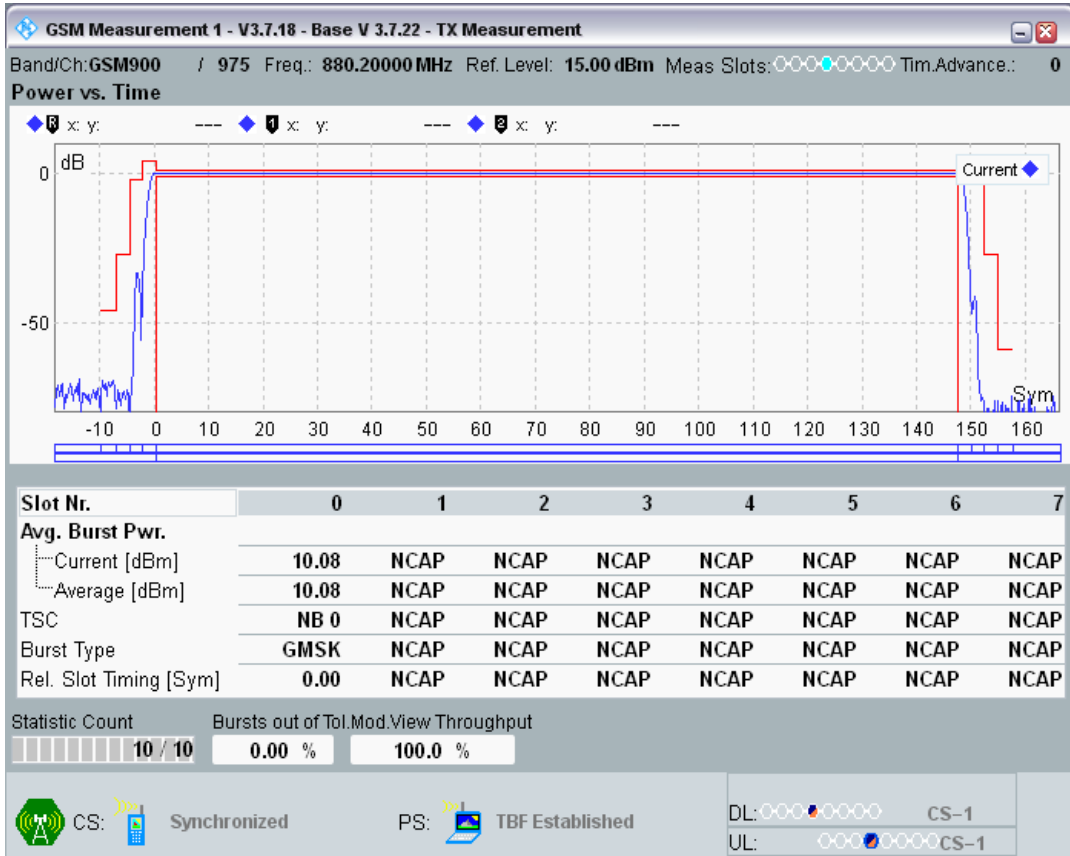 GSM Measurement 1 - V3.7.18 - Base V 3.7.22 - TX Measurement
Band/Ch:GSM900 / 975 Freq.: 880.20000 MHz Ref. Level: 15.00 dBm Meas Slots: Tim.Advance.: 0
Power vs. Time
R x: y: --- 1 x: y: --- 2 x: y: ---
dB
Current
0
-50
Sym
-10 0 10 20 30 40 50 60 70 80 90 100 110 120 130 140 150 160
Slot Nr. 0 1 2 3 4 5 6 7
Avg. Burst Pwr.
Current [dBm] 10.08 NCAP NCAP NCAP NCAP NCAP NCAP NCAP
Average [dBm] 10.08 NCAP NCAP NCAP NCAP NCAP NCAP NCAP
TSC NB 0 NCAP NCAP NCAP NCAP NCAP NCAP NCAP
Burst Type GMSK NCAP NCAP NCAP NCAP NCAP NCAP NCAP
Rel. Slot Timing [Sym] 0.00 NCAP NCAP NCAP NCAP NCAP NCAP NCAP
Statistic Count Bursts out of Tol.Mod.View Throughput
10 / 10 0.00 % 100.0 %
CS: Synchronized PS: TBF Established
DL: CS-1
UL: CS-1